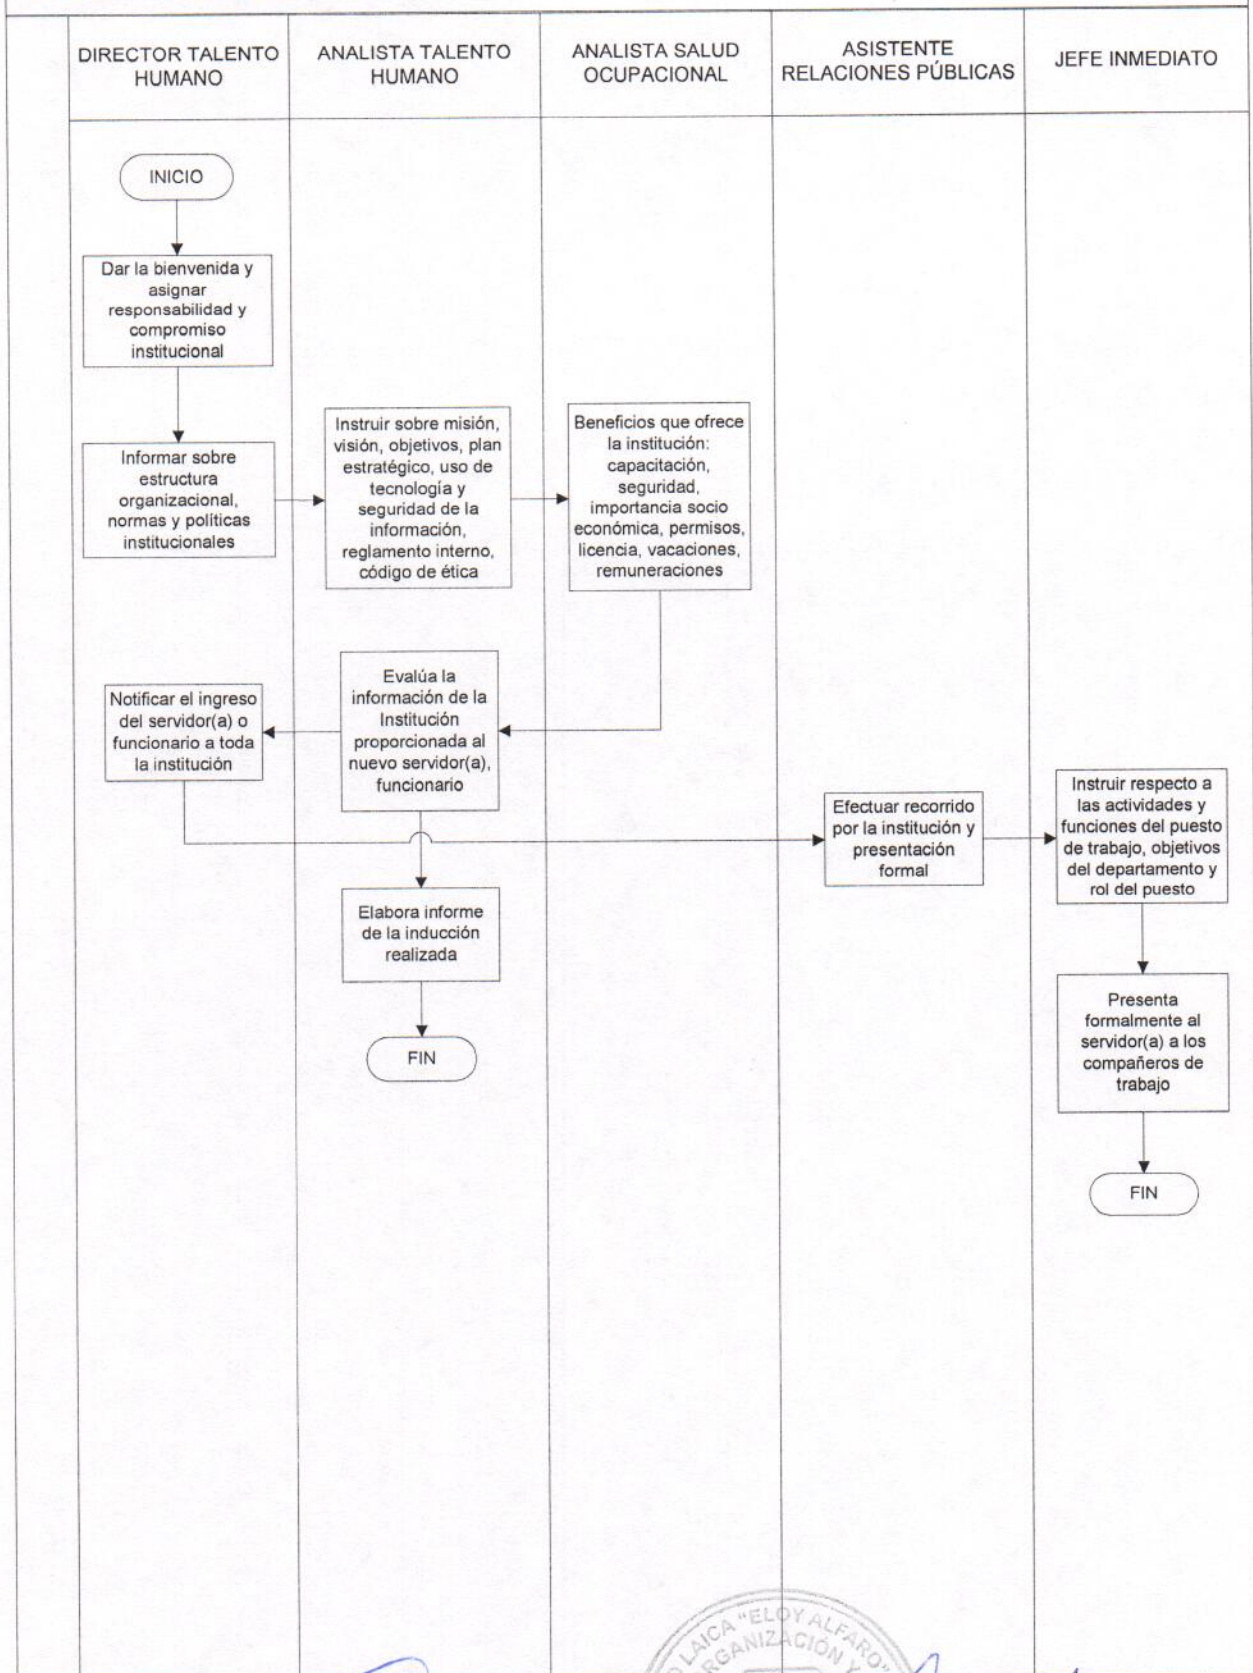 DIRECTOR TALENTO
HUMANO
ANALISTA TALENTO
HUMANO
ANALISTA SALUD
OCUPACIONAL
ASISTENTE
RELACIONES PÚBLICAS
JEFE INMEDIATO
INICIO
Dar la bienvenida y
asignar
responsabilidad y
compromiso
institucional
Informar sobre
estructura
organizacional,
normas y políticas
institucionales
Instruir sobre misión,
visión, objetivos, plan
estratégico, uso de
tecnología y
seguridad de la
información,
reglamento interno,
código de ética
Beneficios que ofrece
la institución:
capacitación,
seguridad,
importancia socio
económica, permisos,
licencia, vacaciones,
remuneraciones
Evalúa la
información de la
Institución
proporcionada al
nuevo servidor(a),
funcionario
Notificar el ingreso
del servidor(a) o
funcionario a toda
la institución
Efectuar recorrido
por la institución y
presentación
formal
Instruir respecto a
las actividades y
funciones del puesto
de trabajo, objetivos
del departamento y
rol del puesto
Elabora informe
de la inducción
realizada
FIN
Presenta
formalmente al
servidor(a) a los
compañeros de
trabajo
FIN
LAICA "ELOY ALFARO"